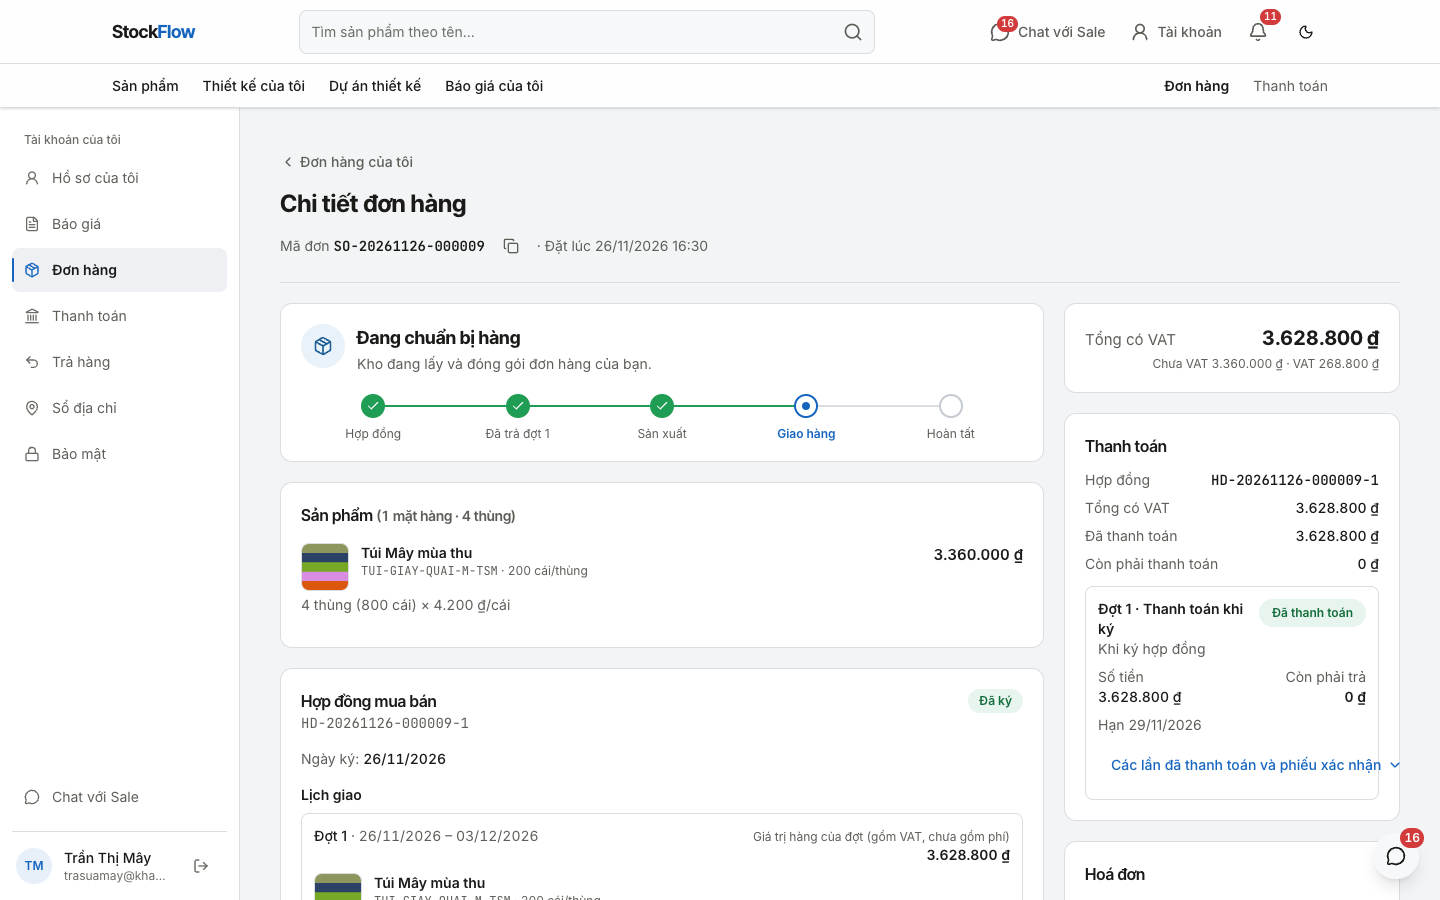 StockFlow
Tìm sản phẩm theo tên...
16
Chat với Sale
Tài khoản
11
Sản phẩm
Thiết kế của tôi
Dự án thiết kế
Báo giá của tôi
Đơn hàng
Thanh toán
Tài khoản của tôi
Hồ sơ của tôi
Báo giá
Đơn hàng
Thanh toán
Trả hàng
Sổ địa chỉ
Bảo mật
Chat với Sale
TM
Trần Thị Mây
trasuamay@kha...
Đơn hàng của tôi
Chi tiết đơn hàng
Mã đơn SO-20261126-000009 · Đặt lúc 26/11/2026 16:30
Đang chuẩn bị hàng
Kho đang lấy và đóng gói đơn hàng của bạn.
Hợp đồng
Đã trả đợt 1
Sản xuất
Giao hàng
Hoàn tất
Sản phẩm (1 mặt hàng · 4 thùng)
Túi Mây mùa thu
3.360.000 ₫
TUI-GIAY-QUAI-M-TSM · 200 cái/thùng
4 thùng (800 cái) × 4.200 ₫/cái
Hợp đồng mua bán
Đã ký
HD-20261126-000009-1
Ngày ký: 26/11/2026
Lịch giao
Đợt 1 · 26/11/2026 – 03/12/2026
Giá trị hàng của đợt (gồm VAT, chưa gồm phí)
3.628.800 ₫
Túi Mây mùa thu
TUI-GIAY-QUAI-M-TSM · 200 cái/thùng
Tổng có VAT
3.628.800 ₫
Chưa VAT 3.360.000 ₫ · VAT 268.800 ₫
Thanh toán
Hợp đồng
HD-20261126-000009-1
Tổng có VAT
3.628.800 ₫
Đã thanh toán
3.628.800 ₫
Còn phải thanh toán
0 ₫
Đợt 1 · Thanh toán khi
ký
Đã thanh toán
Khi ký hợp đồng
Số tiền
Còn phải trả
3.628.800 ₫
0 ₫
Hạn 29/11/2026
Các lần đã thanh toán và phiếu xác nhận
Hoá đơn
16